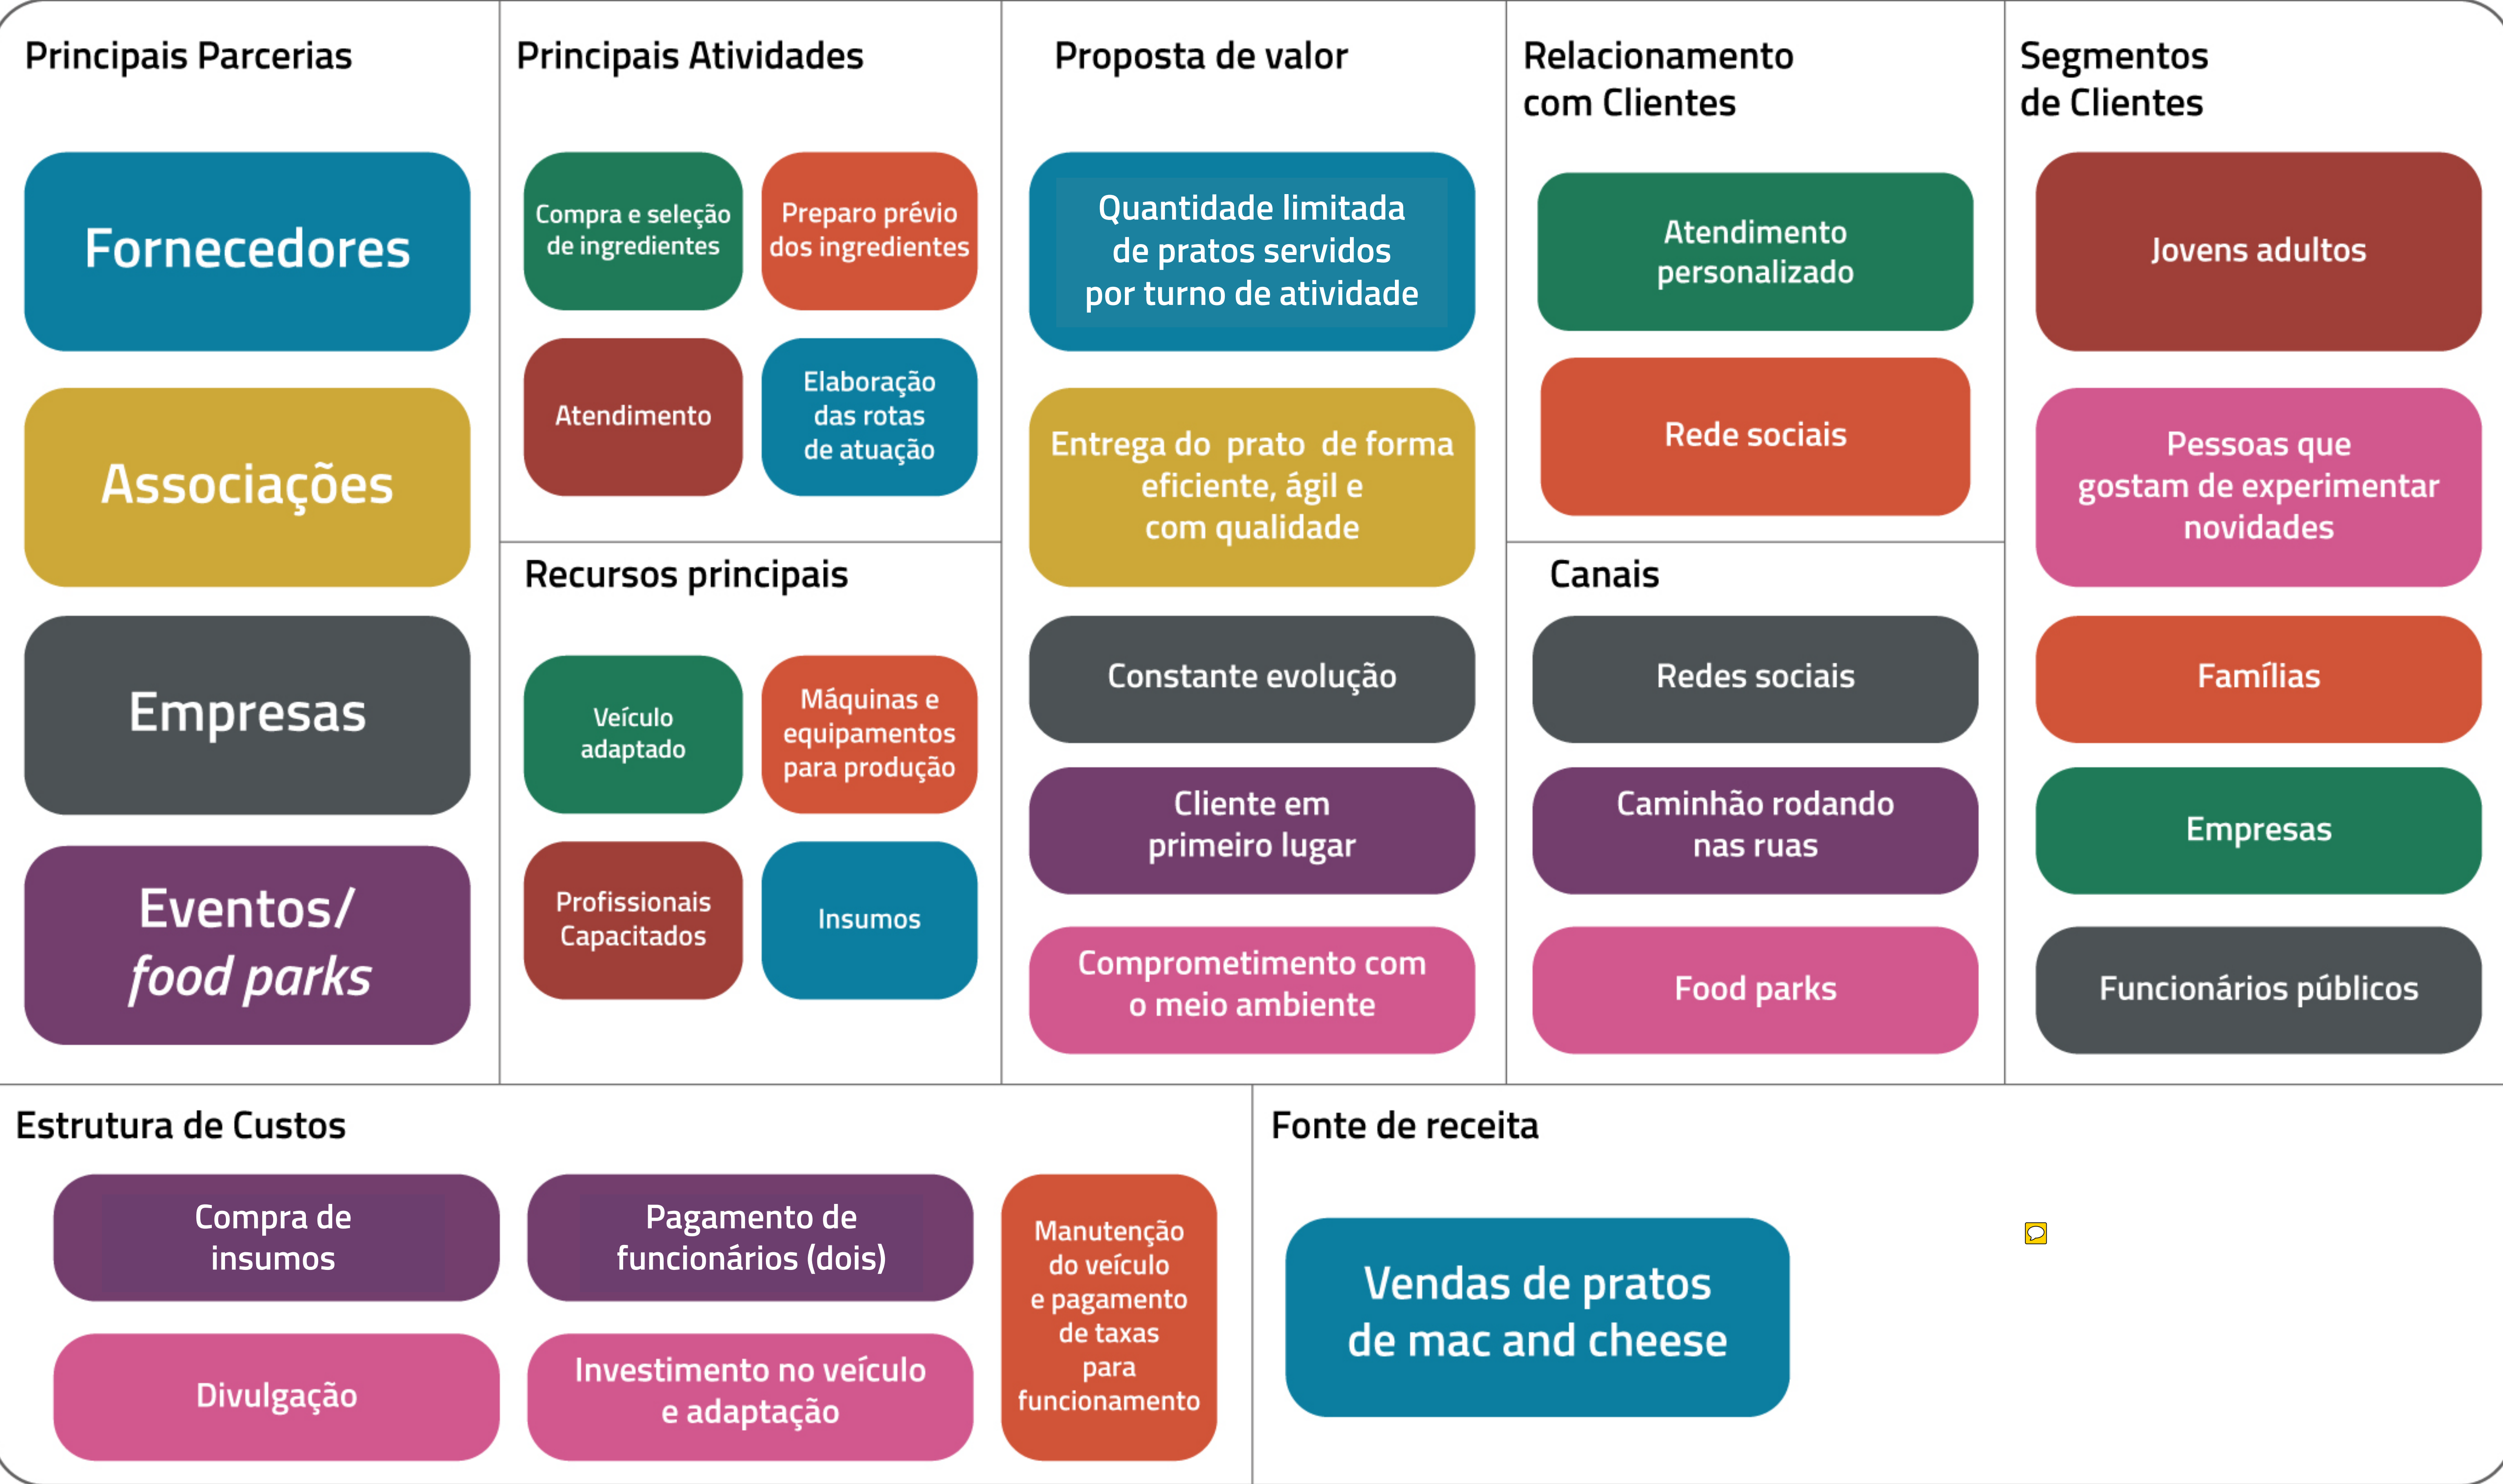 Principais Parcerias
Fornecedores
Associações
Empresas
Eventos/
food parks
Principais Atividades
Compra e seleção
de ingredientes
Preparo prévio
dos ingredientes
Atendimento
Elaboração
das rotas
de atuação
Recursos principais
Veículo
adaptado
Máquinas e
equipamentos
para produção
Profissionais
Capacitados
Insumos
Proposta de valor
Quantidade limitada
de pratos servidos
por turno de atividade
Entrega do prato de forma
eficiente, ágil e
com qualidade
Constante evolução
Cliente em
primeiro lugar
Comprometimento com
o meio ambiente
Relacionamento
com Clientes
Atendimento
personalizado
Rede sociais
Canais
Redes sociais
Caminhão rodando
nas ruas
Food parks
Segmentos
de Clientes
Jovens adultos
Pessoas que
gostam de experimentar
novidades
Famílias
Empresas
Funcionários públicos
Estrutura de Custos
Compra de
insumos
Pagamento de
funcionários (dois)
Divulgação
Investimento no veículo
e adaptação
Manutenção
do veículo
e pagamento
de taxas
para
funcionamento
Fonte de receita
Vendas de pratos
de mac and cheese